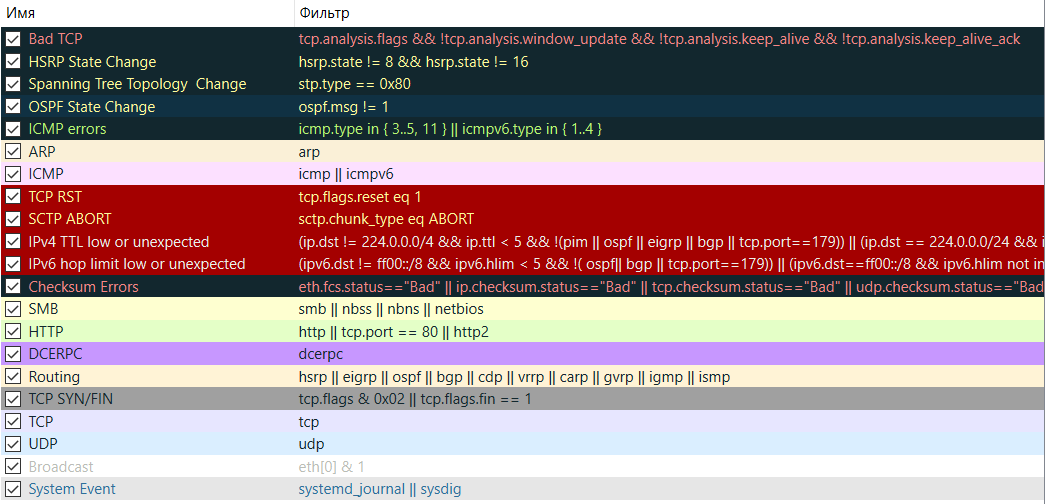 Имя Фильтр
Bad TCP tcp.analysis.flags && !tcp.analysis.window_update && !tcp.analysis.keep_alive && !tcp.analysis.keep_alive_ack
HSRP State Change hsrp.state != 8 && hsrp.state != 16
Spanning Tree Topology  Change stp.type == 0x80
OSPF State Change ospf.msg != 1
ICMP errors icmp.type in { 3..5, 11 } || icmpv6.type in { 1..4 }
ARP arp
ICMP icmp || icmpv6
TCP RST tcp.flags.reset eq 1
SCTP ABORT sctp.chunk_type eq ABORT
IPv4 TTL low or unexpected (ip.dst != 224.0.0.0/4 && ip.ttl < 5 && !(pim || ospf || eigrp || bgp || tcp.port==179)) || (ip.dst == 224.0.0.0/24 && i
IPv6 hop limit low or unexpected (ipv6.dst != ff00::/8 && ipv6.hlim < 5 && !( ospf|| bgp || tcp.port==179)) || (ipv6.dst==ff00::/8 && ipv6.hlim not in
Checksum Errors eth.fcs.status=="Bad" || ip.checksum.status=="Bad" || tcp.checksum.status=="Bad" || udp.checksum.status=="Bad
SMB smb || nbss || nbns || netbios
HTTP http || tcp.port == 80 || http2
DCERPC dcerpc
Routing hsrp || eigrp || ospf || bgp || cdp || vrrp || carp || gvrp || igmp || ismp
TCP SYN/FIN tcp.flags & 0x02 || tcp.flags.fin == 1
TCP tcp
UDP udp
Broadcast eth[0] & 1
System Event systemd_journal || sysdig